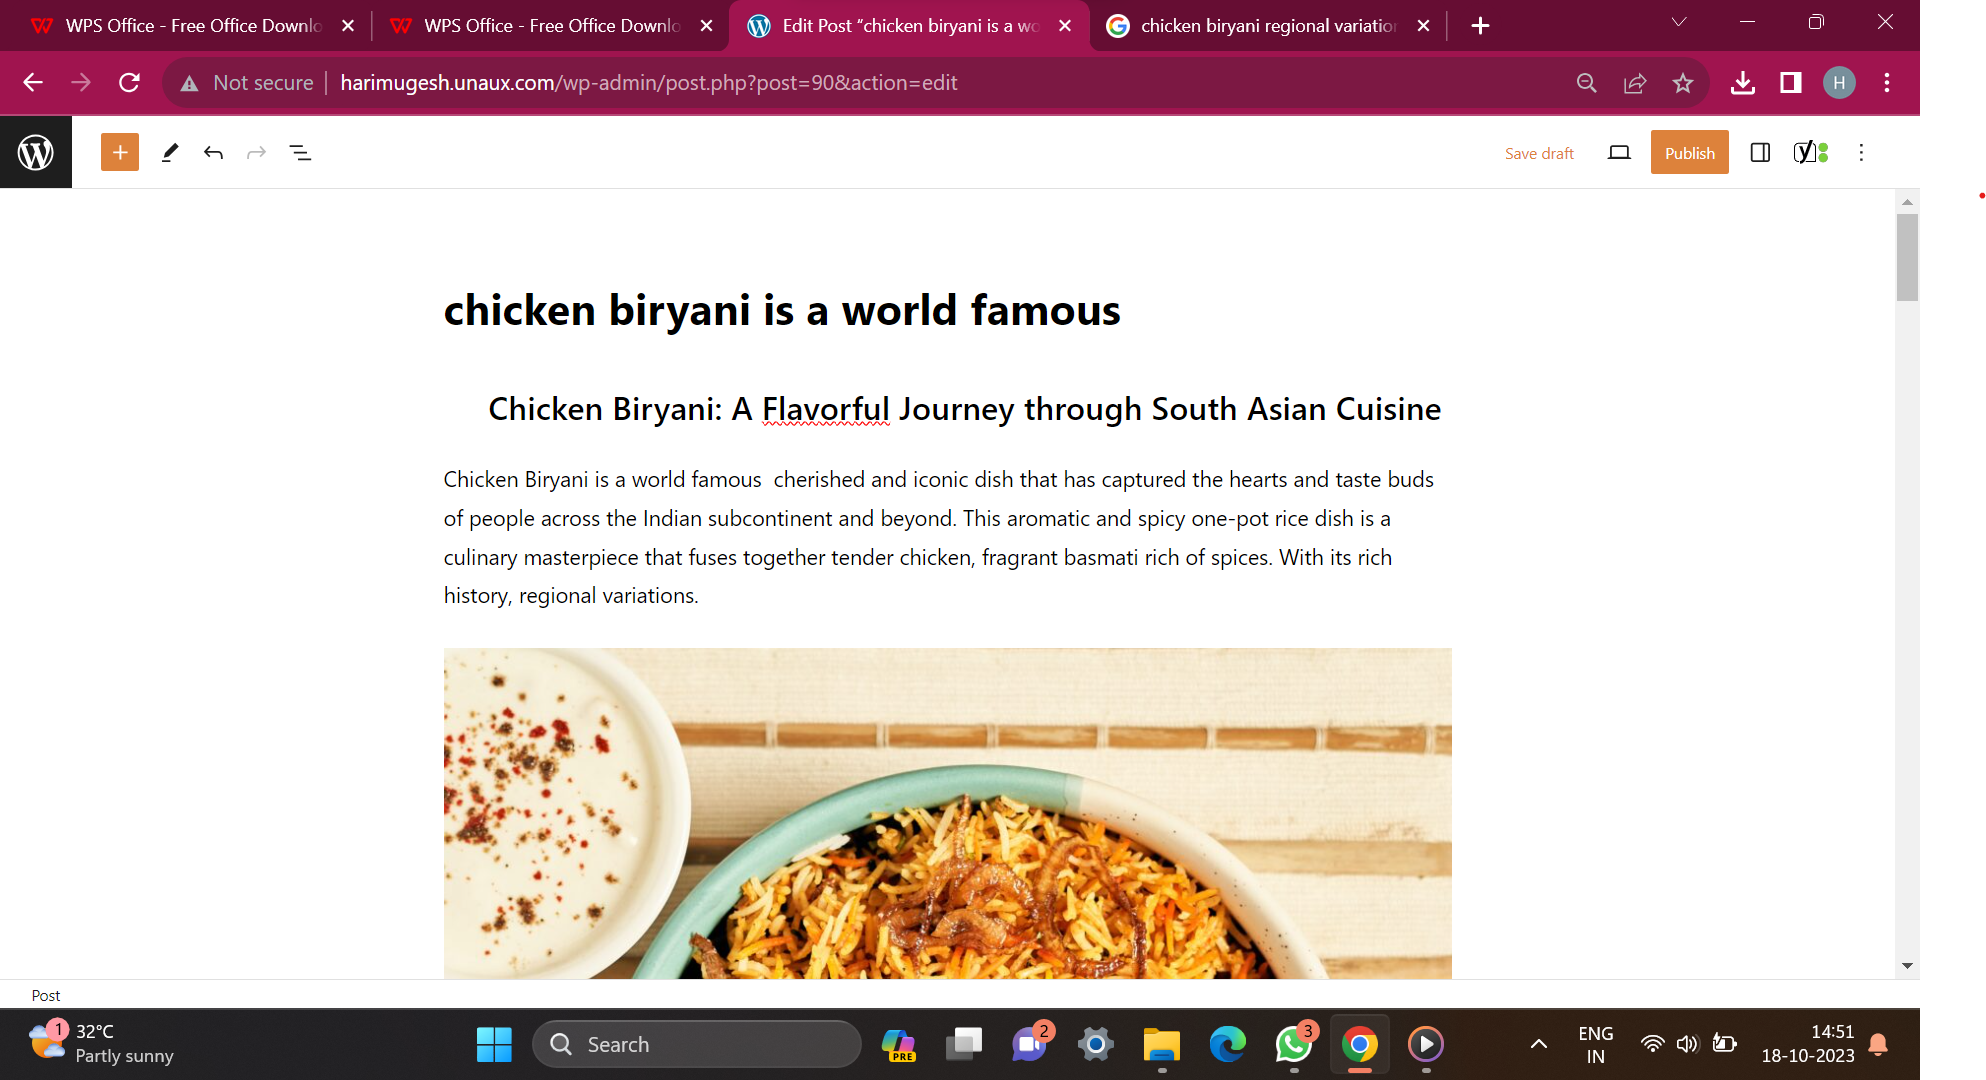 WPS Office - Free Office Downlo
WPS Office - Free Office Downlo
Edit Post “chicken biryani is a wo
chicken biryani regional variation
Not secure
harimugesh.unaux.com/wp-admin/post.php?post=90&action=edit
H
Save draft
Publish
chicken biryani is a world famous
Chicken Biryani: A Flavorful Journey through South Asian Cuisine
Chicken Biryani is a world famous  cherished and iconic dish that has captured the hearts and taste buds
of people across the Indian subcontinent and beyond. This aromatic and spicy one-pot rice dish is a
culinary masterpiece that fuses together tender chicken, fragrant basmati rich of spices. With its rich
history, regional variations.
Post
1
32°C
Partly sunny
Search
PRE
2
3
ENG
IN
14:51
18-10-2023